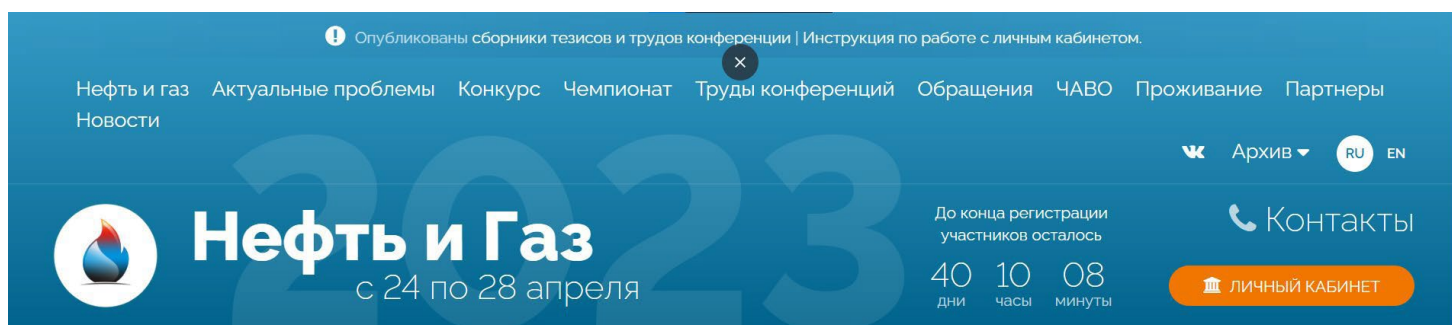 Опубликованы сборники тезисов и трудов конференции | Инструкция по работе с личным кабинетом.
Нефть и газ Актуальные проблемы Конкурс Чемпионат Труды конференций Обращения ЧАВО Проживание Партнеры
Новости
Архив RU EN
2023
Нефть и Газ
с 24 по 28 апреля
До конца регистрации
участников осталось
40 10 08
дни часы минуты
Контакты
ЛИЧНЫЙ КАБИНЕТ